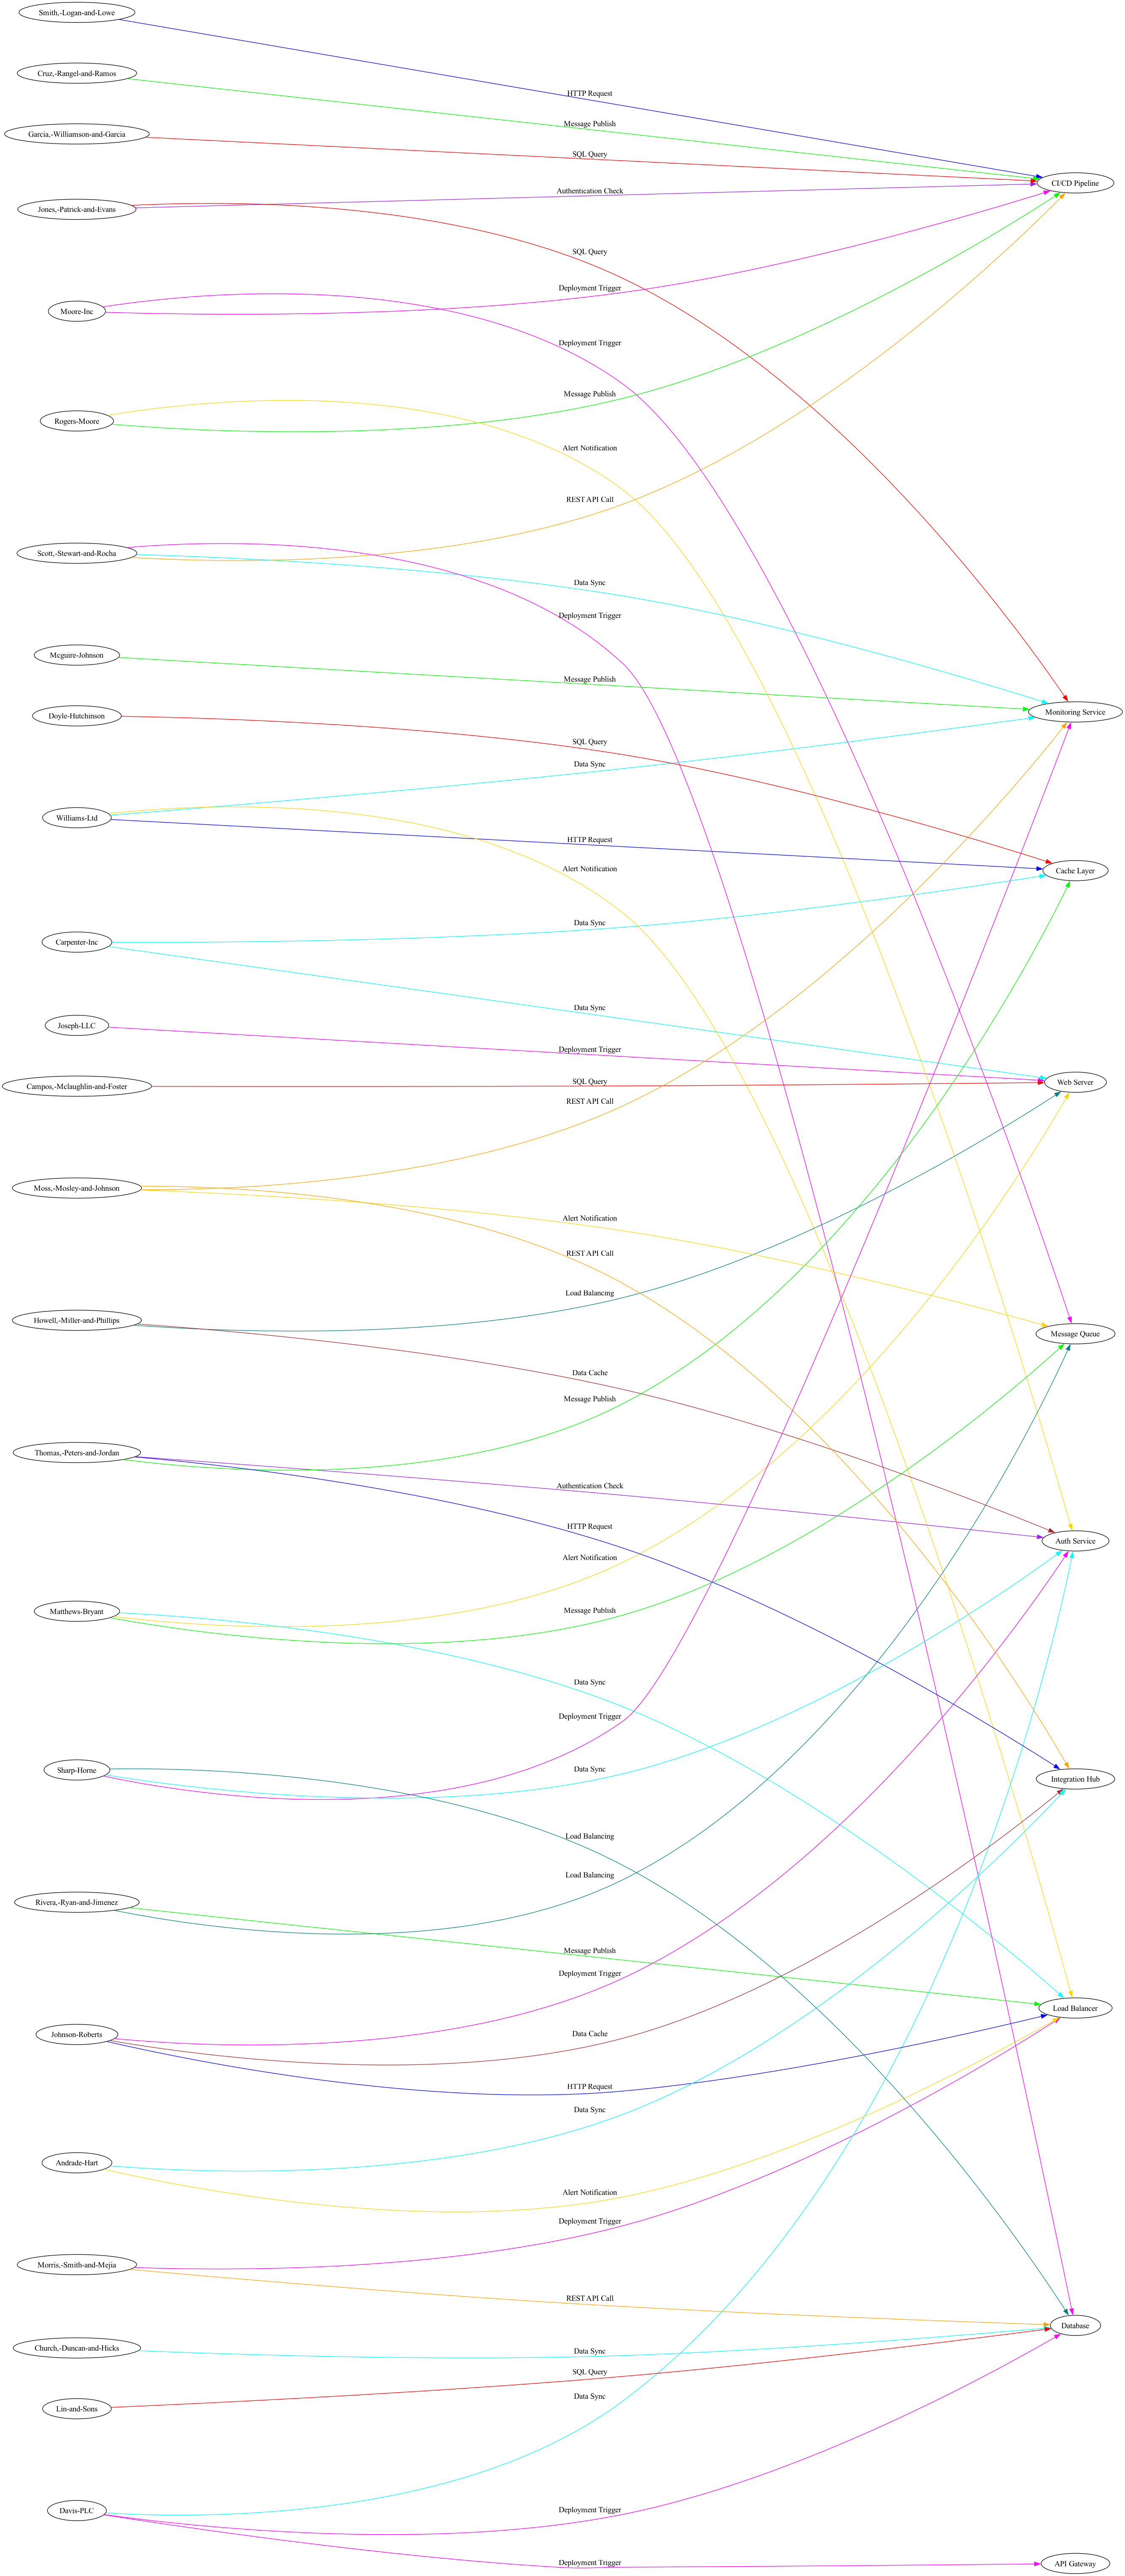 Smith,-Logan-and-Lowe
Cruz,-Rangel-and-Ramos
HTTP Request
Message Publish
Garcia,-Williamson-and-Garcia
SQL Query
CI/CD Pipeline
Authentication Check
Jones,-Patrick-and-Evans
SQL Query
Deployment Trigger
Moore-Inc
Deployment Trigger
Message Publish
Rogers-Moore
Alert Notification
REST API Call
Scott,-Stewart-and-Rocha
Data Sync
Deployment Trigger
Mcguire-Johnson
Message Publish
Monitoring Service
Doyle-Hutchinson
SQL Query
Data Sync
Williams-Ltd
HTTP Request
Alert Notification
Cache Layer
Data Sync
Carpenter-Inc
Data Sync
Joseph-LLC
Deployment Trigger
SQL Query
Web Server
Campos,-Mclaughlin-and-Foster
REST API Call
Moss,-Mosley-and-Johnson
Alert Notification
REST API Call
Load Balancing
Howell,-Miller-and-Phillips
Message Queue
Data Cache
Message Publish
Thomas,-Peters-and-Jordan
Authentication Check
HTTP Request
Auth Service
Alert Notification
Matthews-Bryant
Message Publish
Data Sync
Deployment Trigger
Sharp-Horne
Data Sync
Integration Hub
Load Balancing
Load Balancing
Rivera,-Ryan-and-Jimenez
Message Publish
Deployment Trigger
Load Balancer
Johnson-Roberts
Data Cache
HTTP Request
Data Sync
Andrade-Hart
Alert Notification
Deployment Trigger
Morris,-Smith-and-Mejia
REST API Call
Database
Church,-Duncan-and-Hicks
Data Sync
SQL Query
Data Sync
Lin-and-Sons
Davis-PLC
Deployment Trigger
Deployment Trigger
API Gateway